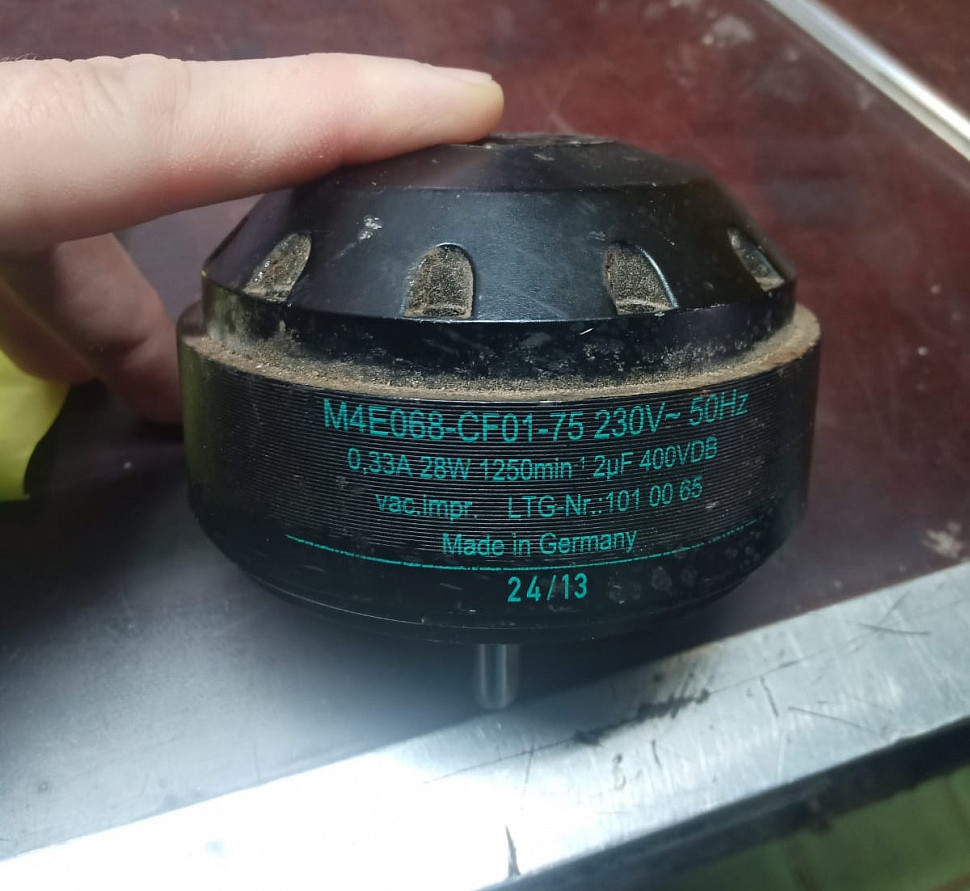 M4E068-CF01-75 230V~ 50Hz
0,33A 28W 1250min⁻¹ 2µF 400VDB
vac.impr. LTG-Nr.:101 00 65
Made in Germany
24/13